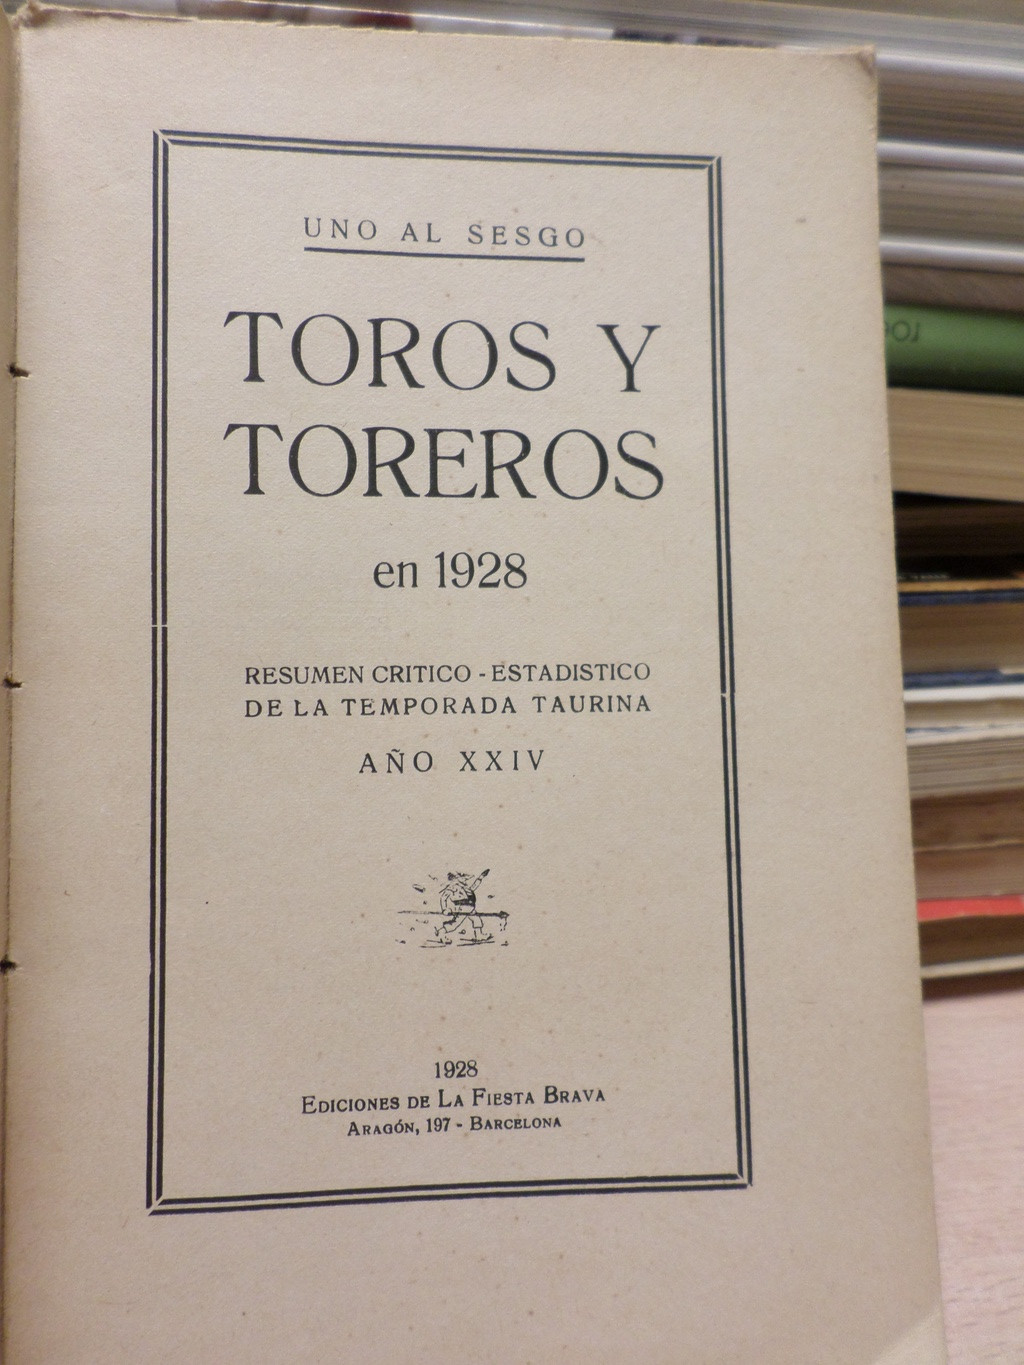 UNO AL SESGO
TOROS Y
TOREROS
en 1928
RESUMEN CRITICO - ESTADISTICO
DE LA TEMPORADA TAURINA
AÑO XXIV
1928
EDICIONES DE LA FIESTA BRAVA
ARAGÓN, 197 - BARCELONA